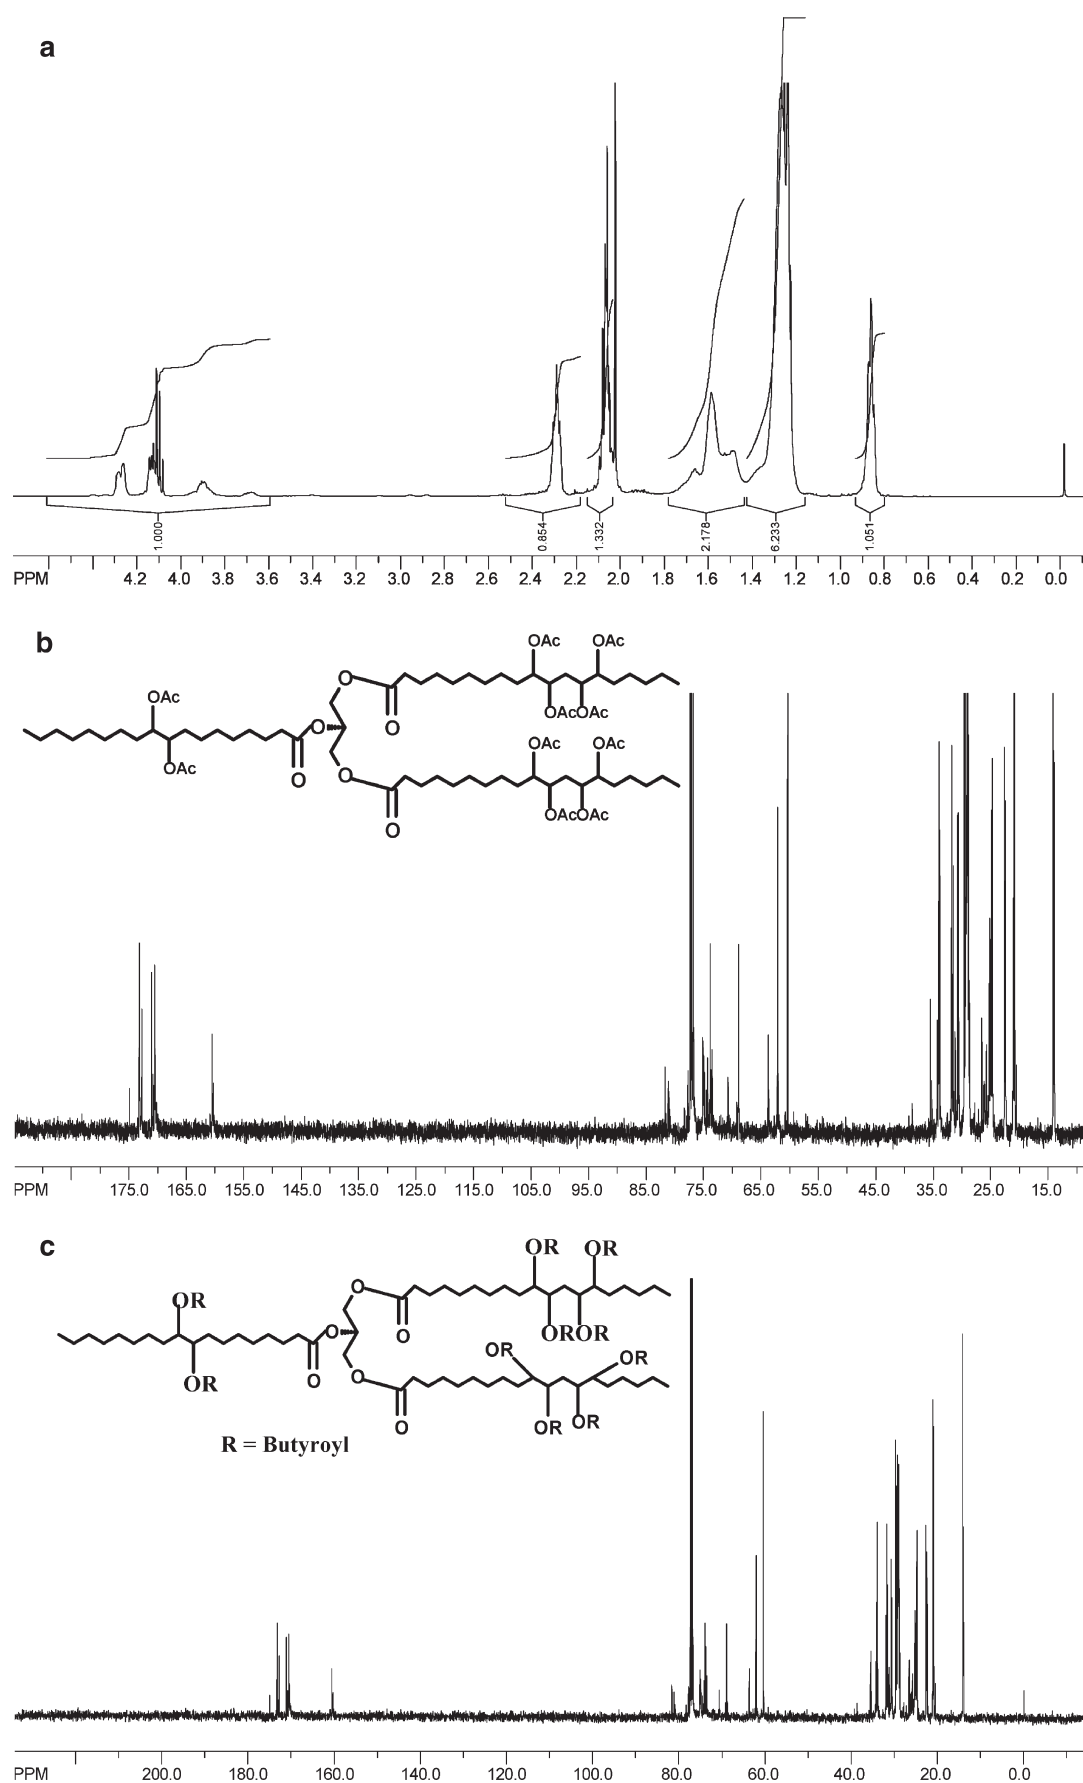 a
1.000
0.854
1.332
2.178
6.233
1.051
PPM 4.2 4.0 3.8 3.6 3.4 3.2 3.0 2.8 2.6 2.4 2.2 2.0 1.8 1.6 1.4 1.2 1.0 0.8 0.6 0.4 0.2 0.0
b
OAc OAc
O
OAc
OAcOAc
O
O
OAc
O
OAc OAc
O
OAcOAc
O
PPM 175.0 165.0 155.0 145.0 135.0 125.0 115.0 105.0 95.0 85.0 75.0 65.0 55.0 45.0 35.0 25.0 15.0
c
OR OR
O
OR
O
OROR
O
OR OR
OR
O
O
OR OR
O
R = Butyroyl
PPM 200.0 180.0 160.0 140.0 120.0 100.0 80.0 60.0 40.0 20.0 0.0